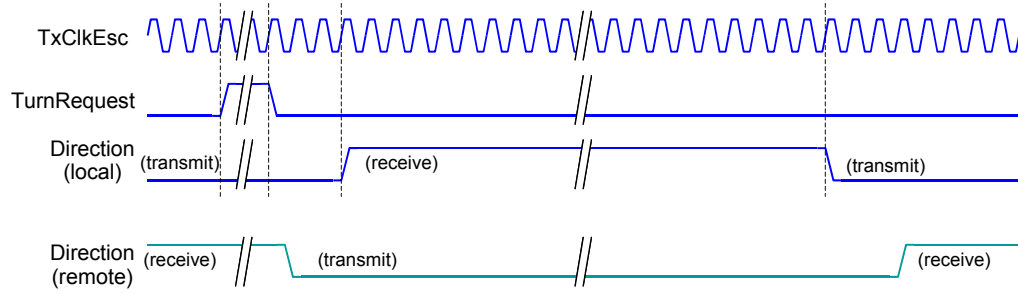 TxClkEsc
TurnRequest
Direction
(local)
(transmit)
(receive)
(transmit)
Direction
(remote)
(receive)
(transmit)
(receive)